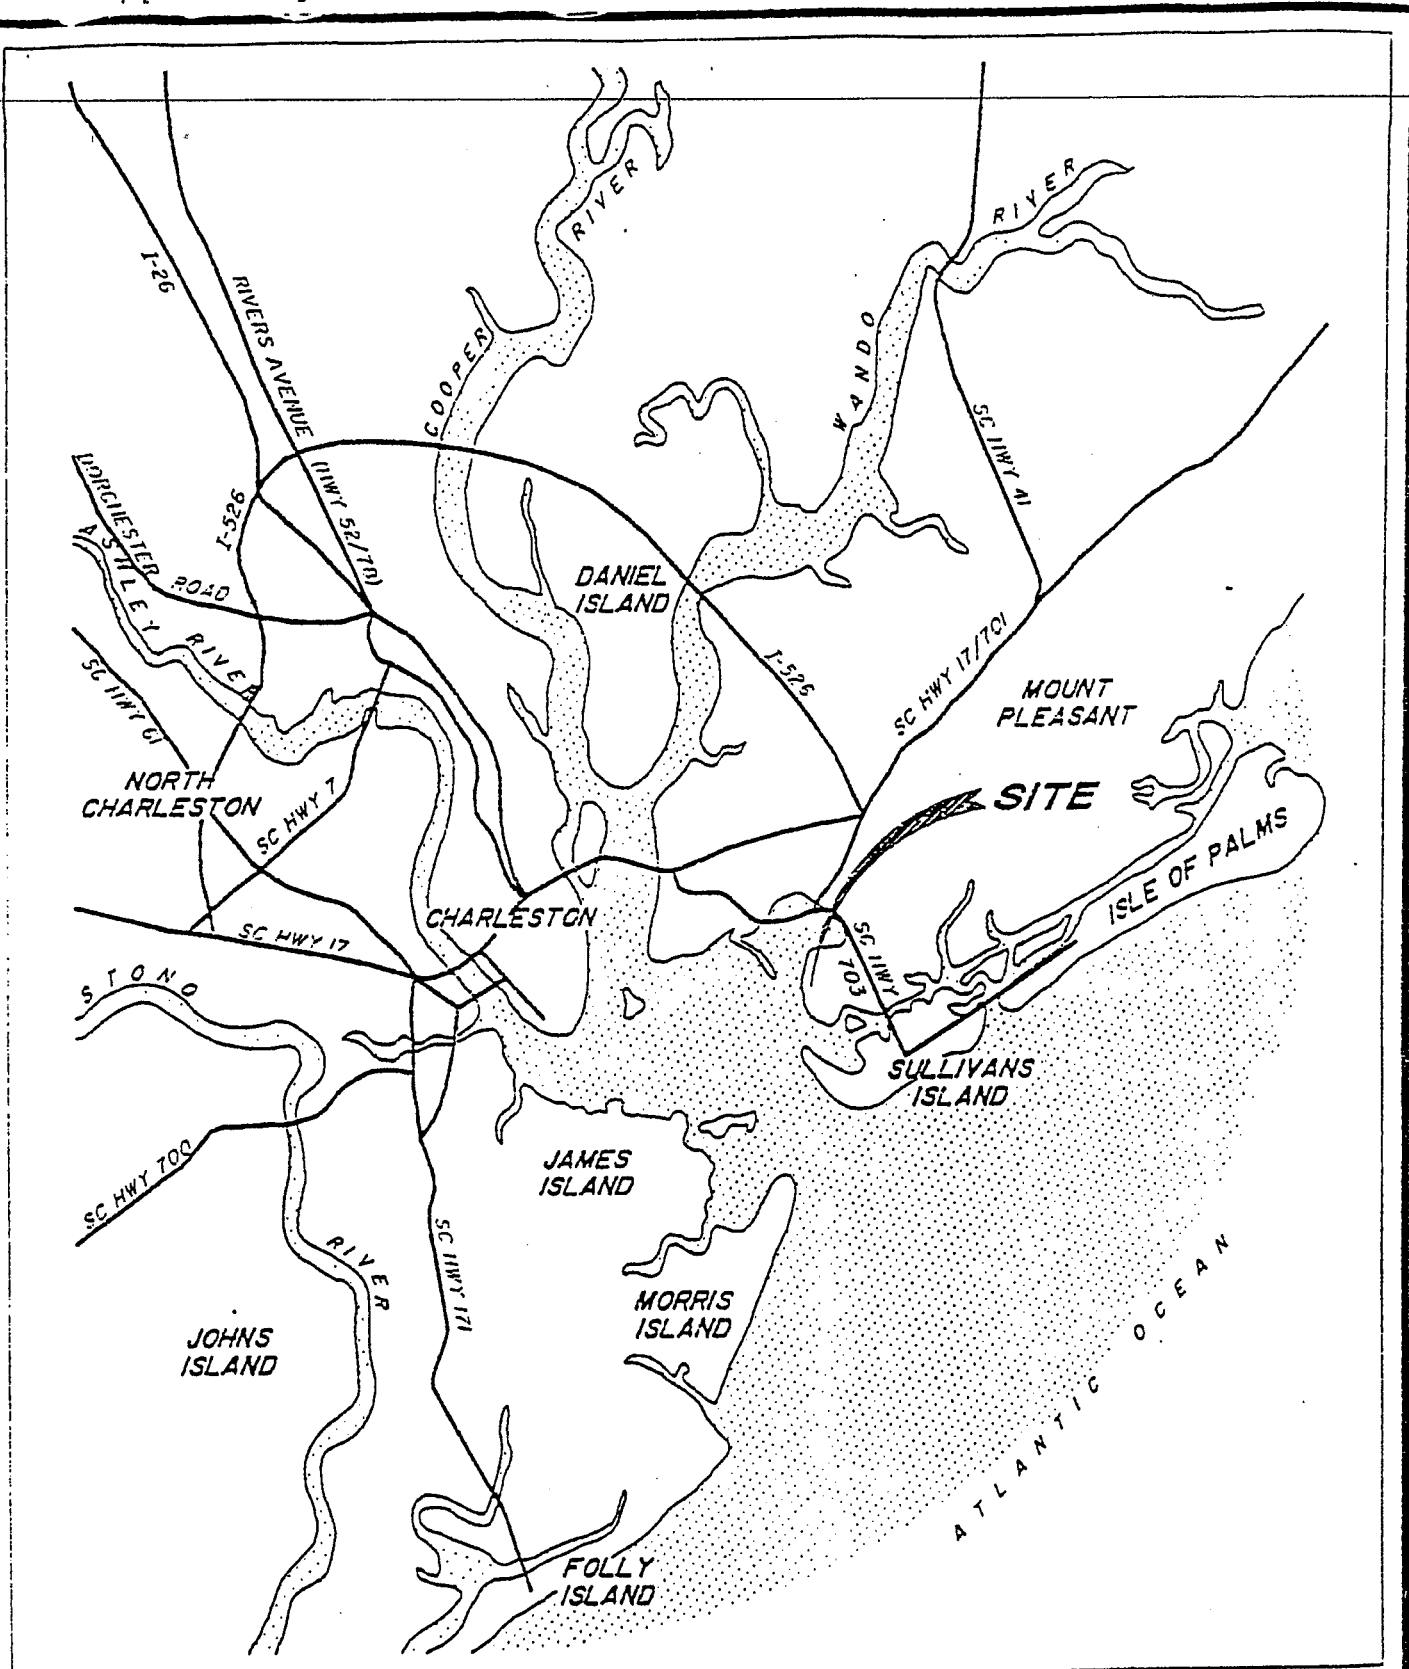 RIVER
RIVER
I-26
RIVERS AVENUE (HWY 52/78)
COOPER
WANDO
SC HWY 41
DORCHESTER
ROAD
I-526
ASHLEY
RIVER
DANIEL
ISLAND
I-526
SC HWY 17/701
MOUNT
PLEASANT
SC HWY 61
NORTH
CHARLESTON
SC HWY 7
SITE
ISLE OF PALMS
CHARLESTON
SC HWY 17
SC HWY
703
STONO
SULLIVANS
ISLAND
JAMES
ISLAND
SC HWY 700
SC HWY 171
RIVER
MORRIS
ISLAND
JOHNS
ISLAND
ATLANTIC OCEAN
FOLLY
ISLAND